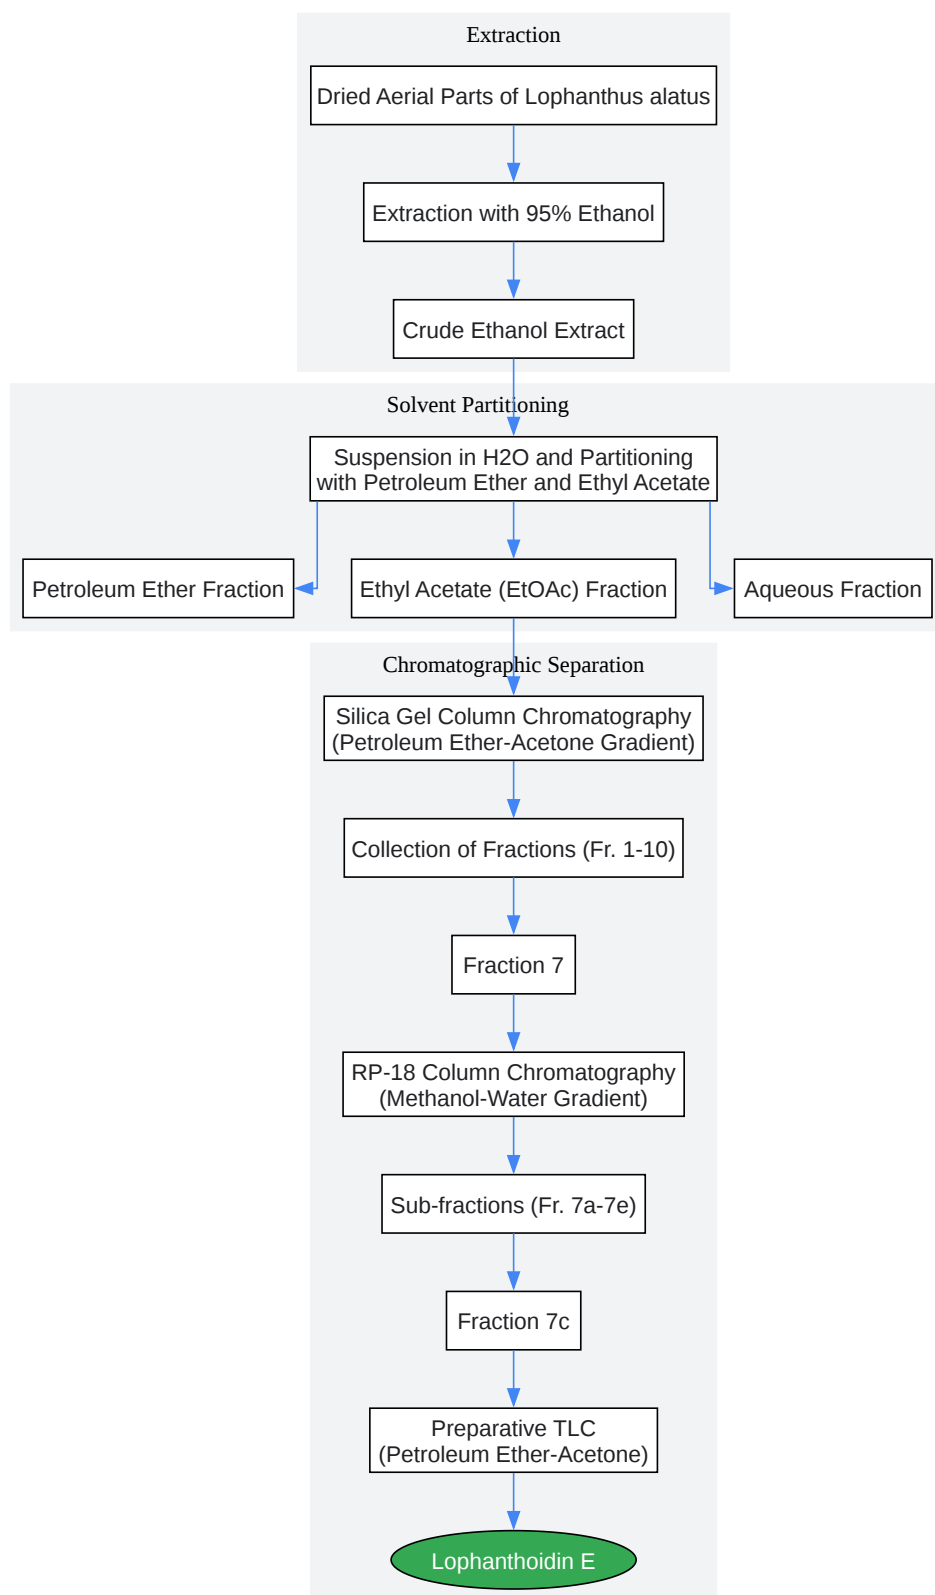 Extraction
Dried Aerial Parts of Lophanthus alatus
Extraction with 95% Ethanol
Crude Ethanol Extract
Solvent Partitioning
Suspension in H2O and Partitioning
with Petroleum Ether and Ethyl Acetate
Petroleum Ether Fraction
Ethyl Acetate (EtOAc) Fraction
Aqueous Fraction
Chromatographic Separation
Silica Gel Column Chromatography
(Petroleum Ether-Acetone Gradient)
Collection of Fractions (Fr. 1-10)
Fraction 7
RP-18 Column Chromatography
(Methanol-Water Gradient)
Sub-fractions (Fr. 7a-7e)
Fraction 7c
Preparative TLC
(Petroleum Ether-Acetone)
Lophanthoidin E